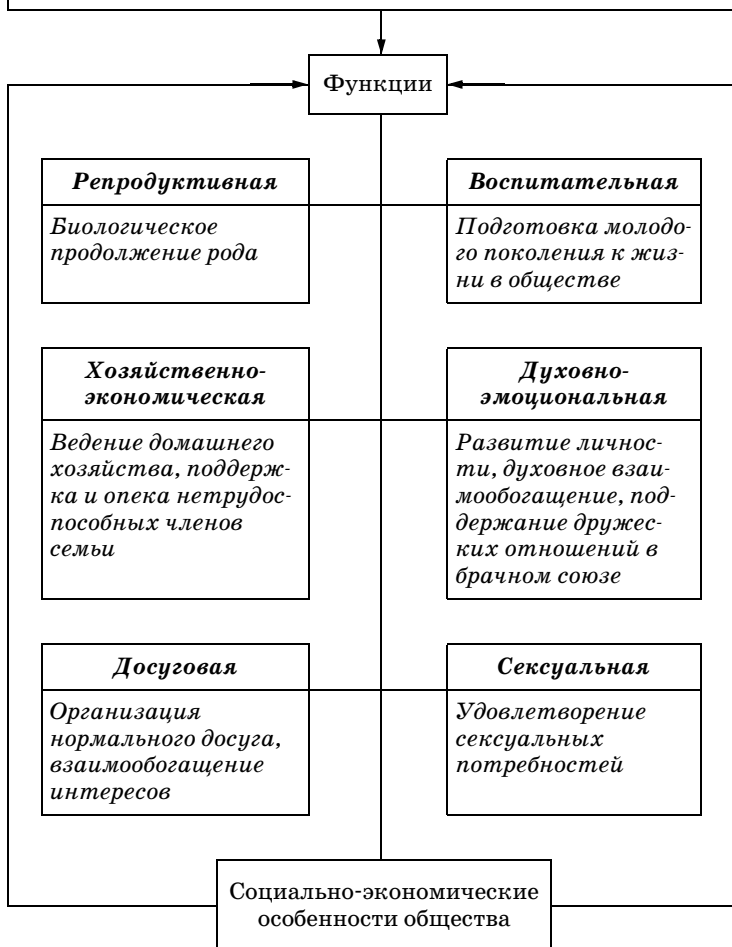 Функции
Репродуктивная
Биологическое
продолжение рода
Воспитательная
Подготовка молодо-
го поколения к жиз-
ни в обществе
Хозяйственно-
экономическая
Ведение домашнего
хозяйства, поддерж-
ка и опека нетрудос-
пособных членов
семьи
Духовно-
эмоциональная
Развитие личнос-
ти, духовное взаи-
мообогащение, под-
держание дружес-
ких отношений в
брачном союзе
Досуговая
Организация
нормального досуга,
взаимообогащение
интересов
Сексуальная
Удовлетворение
сексуальных
потребностей
Социально-экономические
особенности общества